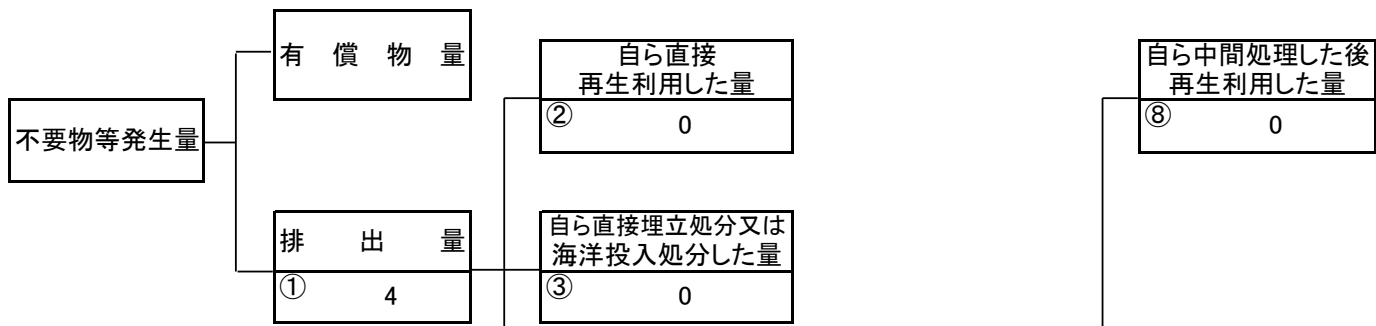 不要物等発生量
有償物量
排出量
① 4
自ら直接
再生利用した量
② 0
自ら直接埋立処分又は
海洋投入処分した量
③ 0
自ら中間処理した後
再生利用した量
⑧ 0